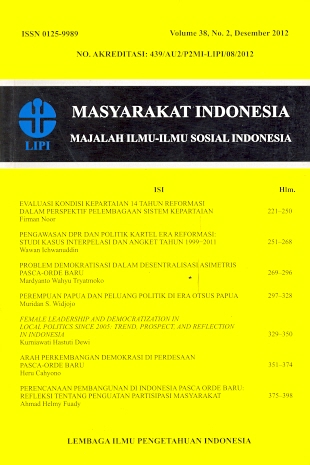 ISSN 0125-9989 Volume 38, No. 2, Desember 2012
NO. AKREDITASI: 439/AU2/P2MI-LIPI/08/2012
LIPI
MASYARAKAT INDONESIA
MAJALAH ILMU-ILMU SOSIAL INDONESIA
ISI Hlm.
EVALUASI KONDISI KEPARTAIAN 14 TAHUN REFORMASI
DALAM PERSPEKTIF PELEMBAGAAN SISTEM KEPARTAIAN
Firman Noor 221–250
PENGAWASAN DPR DAN POLITIK KARTEL ERA REFORMASI:
STUDI KASUS INTERPELASI DAN ANGKET TAHUN 1999–2011 251–268
Wawan Ichwanuddin
PROBLEM DEMOKRATISASI DALAM DESENTRALISASI ASIMETRIS
PASCA-ORDE BARU 269–296
Mardyanto Wahyu Tryatmoko
PEREMPUAN PAPUA DAN PELUANG POLITIK DI ERA OTSUS PAPUA 297–328
Muridan S. Widjojo
FEMALE LEADERSHIP AND DEMOCRATIZATION IN
LOCAL POLITICS SINCE 2005: TREND, PROSPECT, AND REFLECTION
IN INDONESIA 329–350
Kurniawati Hastuti Dewi
ARAH PERKEMBANGAN DEMOKRASI DI PERDESAAN
PASCA-ORDE BARU 351–374
Heru Cahyono
PERENCANAAN PEMBANGUNAN DI INDONESIA PASCA ORDE BARU:
REFLEKSI TENTANG PENGUATAN PARTISIPASI MASYARAKAT 375–398
Ahmad Helmy Fuady
LEMBAGA ILMU PENGETAHUAN INDONESIA